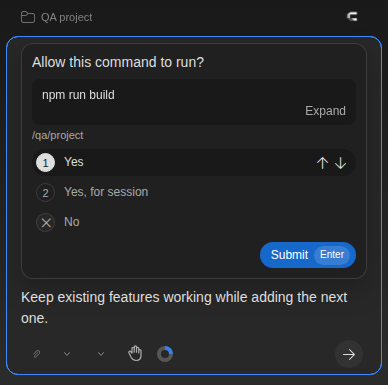 QA project
Allow this command to run?
npm run build
Expand
/qa/project
1 Yes
2 Yes, for session
No
Submit Enter
Keep existing features working while adding the next
one.